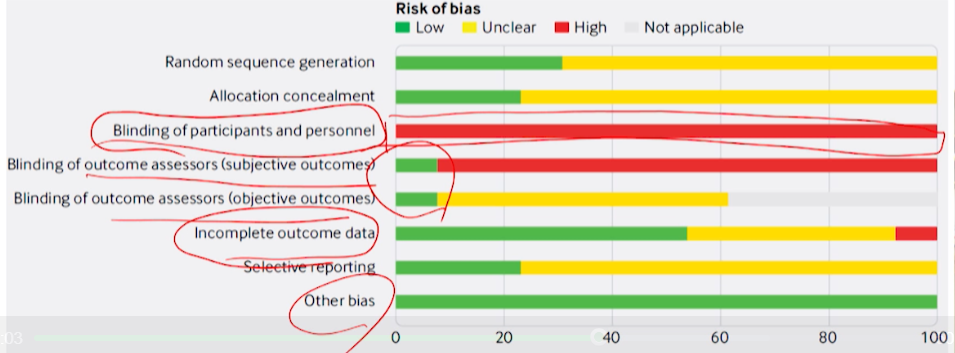 Risk of bias
Low Unclear High Not applicable
Random sequence generation
Allocation concealment
Blinding of participants and personnel
Blinding of outcome assessors (subjective outcomes)
Blinding of outcome assessors (objective outcomes)
Incomplete outcome data
Selective reporting
Other bias
:03
0 20 40 60 80 100